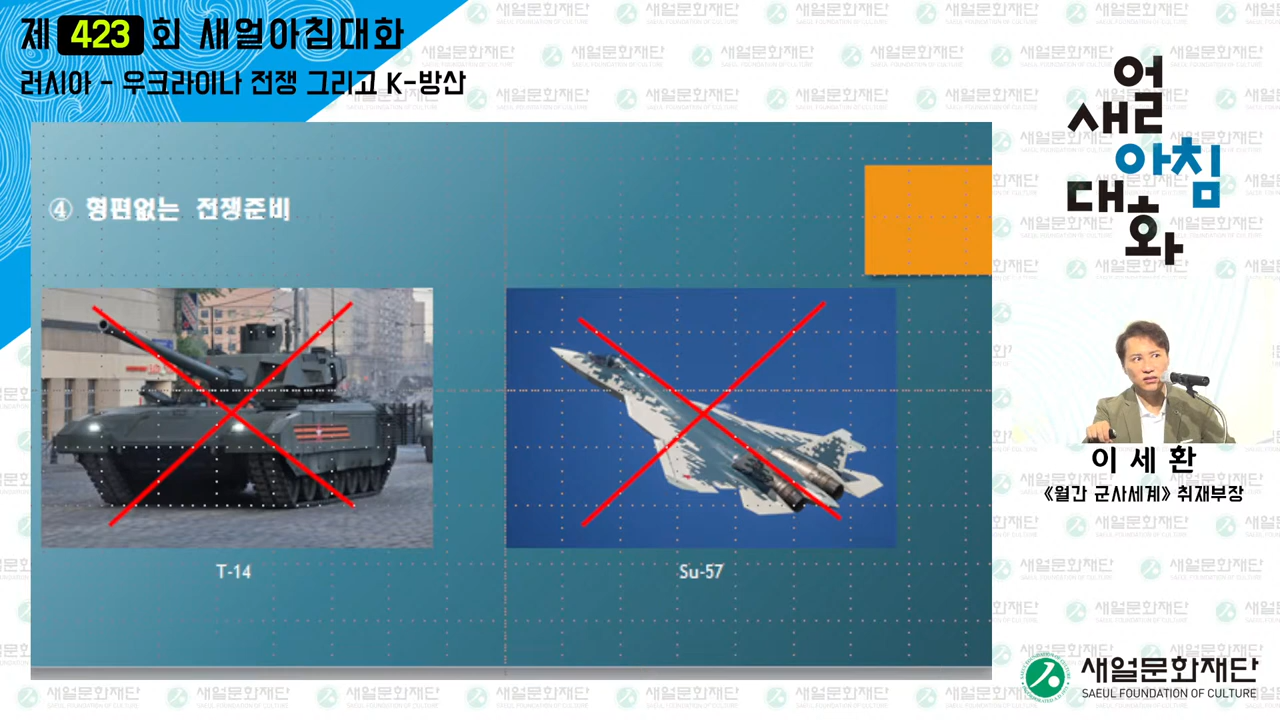 제 423 회 새얼아침대화
러시아 - 우크라이나 전쟁 그리고 K-방산
④ 형편없는 전쟁준비
T-14
Su-57
새얼
아침
대화
이 세 환
《월간 군사세계》 취재부장
새얼문화재단
SAEUL FOUNDATION OF CULTURE